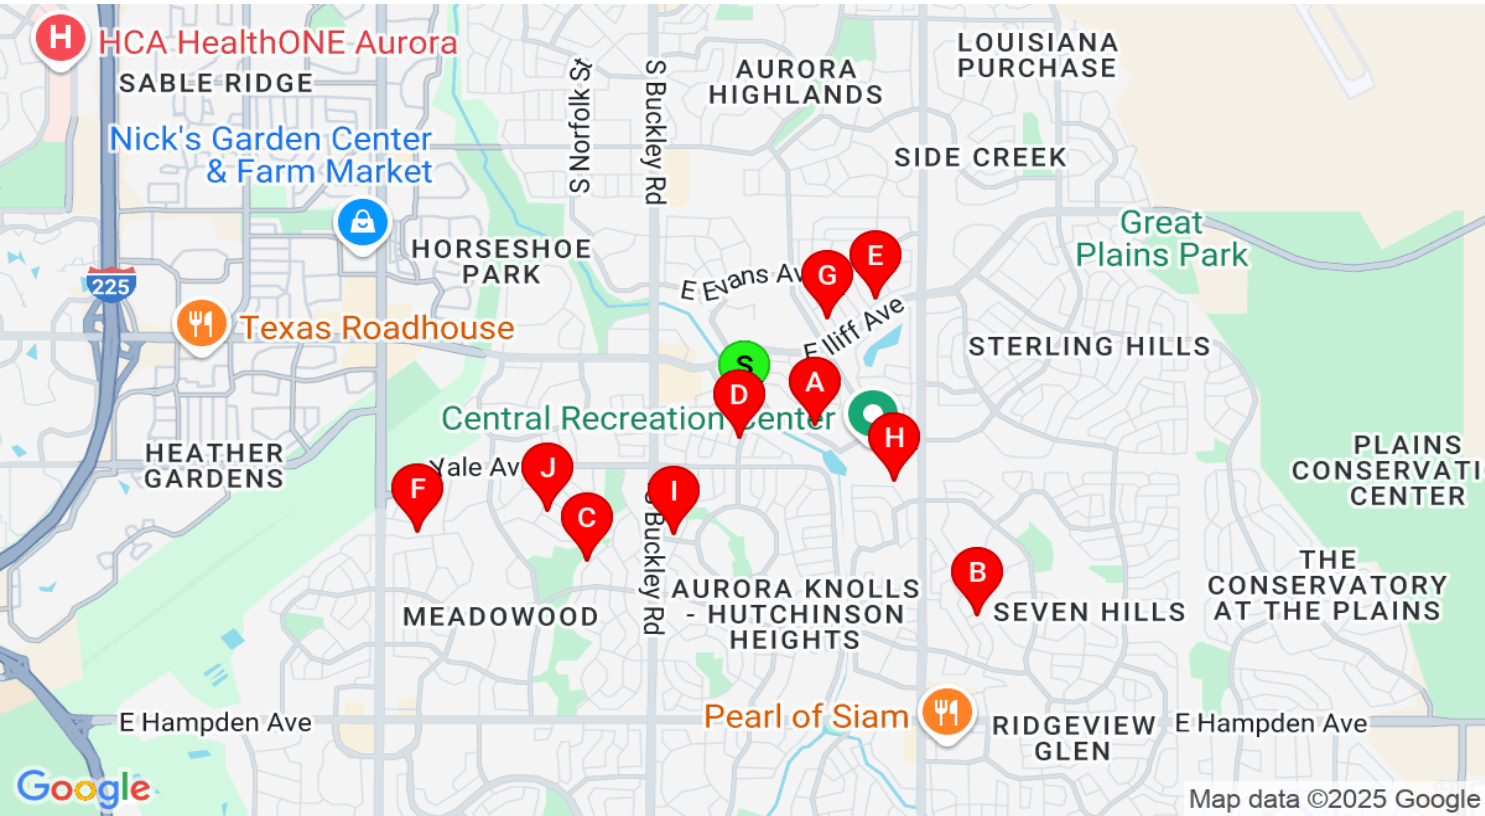 H
HCA HealthONE Aurora
SABLE RIDGE
LOUISIANA
PURCHASE
AURORA
HIGHLANDS
S Norfolk St
S Buckley Rd
Nick's Garden Center
& Farm Market
SIDE CREEK
Great
Plains Park
HORSESHOE
PARK
225
E Evans Av
G
E
Texas Roadhouse
E Iliff Ave
STERLING HILLS
S
D
A
Central Recreation Center
H
HEATHER
GARDENS
Yale Av
F
J
C
I
S Buckley Rd
PLAINS
CONSERVATI
CENTER
B
MEADOWOOD
AURORA KNOLLS
- HUTCHINSON
HEIGHTS
SEVEN HILLS
THE
CONSERVATORY
AT THE PLAINS
E Hampden Ave
Pearl of Siam
RIDGEVIEW
GLEN
E Hampden Ave
Google
Map data ©2025 Google